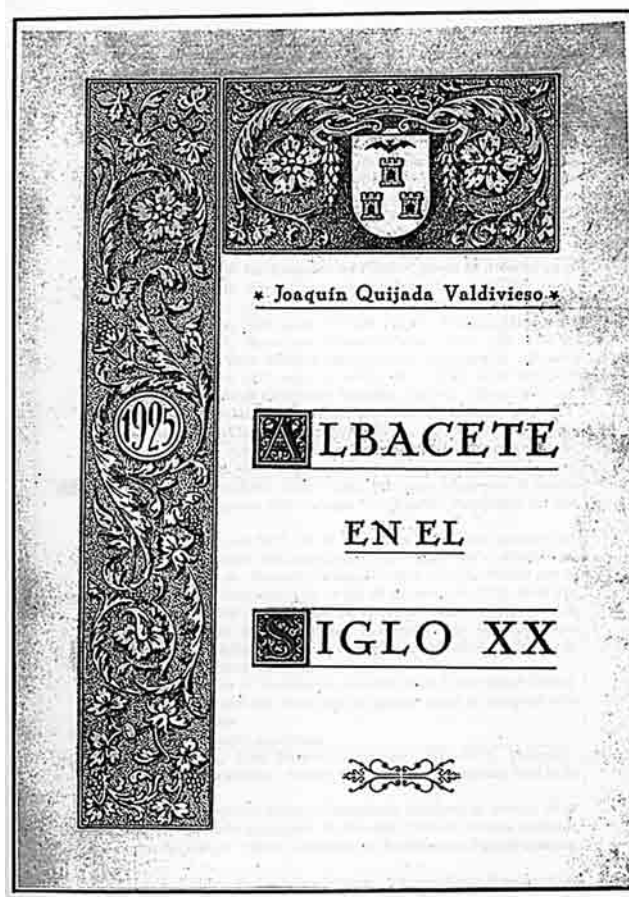 * Joaquín Quijada Valdivieso *
1925
ALBACETE
EN EL
SIGLO XX